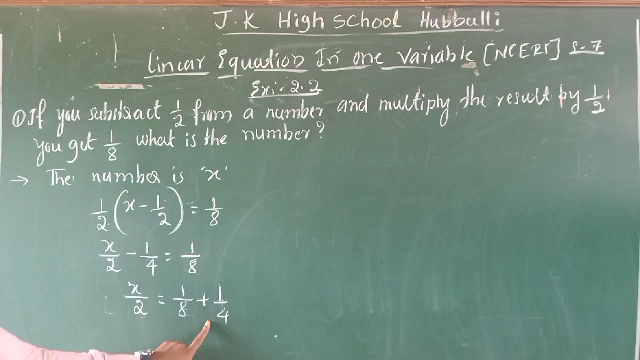 J.K High School Hubballi
Linear Equation In one Variable [NCERT] S-7
Exi:- 2.2
① If you subtract 1/2 from a number and multiply the result by 1/2
you get 1/8 what is the number?
→ The number is 'x'
1/2 (x - 1/2) = 1/8
x/2 - 1/4 = 1/8
x/2 = 1/8 + 1/4